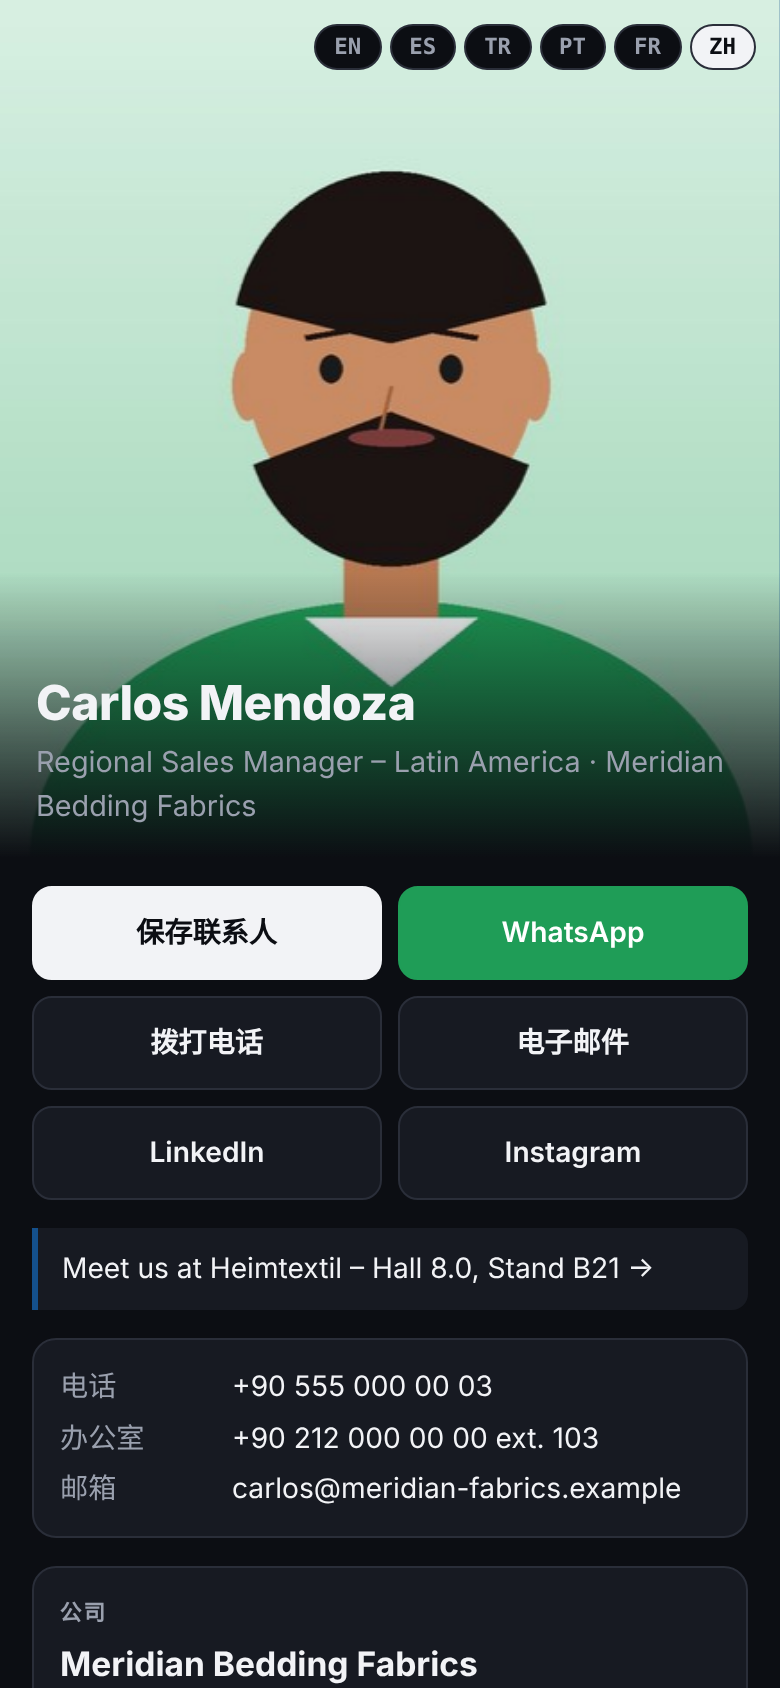 EN ES TR PT FR ZH
Carlos Mendoza
Regional Sales Manager – Latin America · Meridian
Bedding Fabrics
保存联系人 WhatsApp
拨打电话 电子邮件
LinkedIn Instagram
Meet us at Heimtextil – Hall 8.0, Stand B21 →
电话 +90 555 000 00 03
办公室 +90 212 000 00 00 ext. 103
邮箱 carlos@meridian-fabrics.example
公司
Meridian Bedding Fabrics